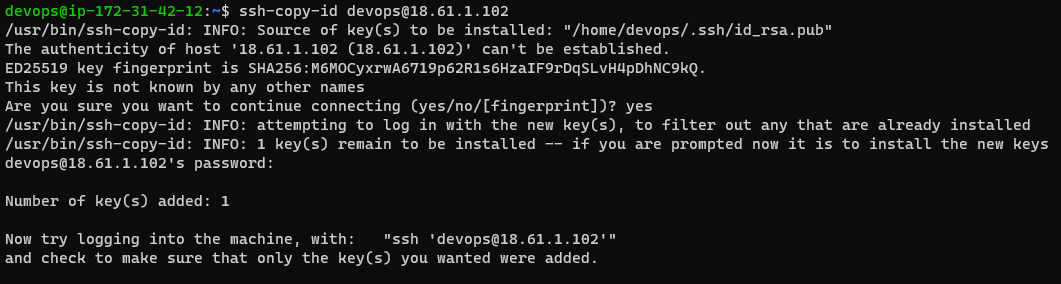 devops@ip-172-31-42-12:~$ ssh-copy-id devops@18.61.1.102
/usr/bin/ssh-copy-id: INFO: Source of key(s) to be installed: "/home/devops/.ssh/id_rsa.pub"
The authenticity of host '18.61.1.102 (18.61.1.102)' can't be established.
ED25519 key fingerprint is SHA256:M6MOCyxrwA6719p62R1s6HzaIF9rDqSLvH4pDhNC9kQ.
This key is not known by any other names
Are you sure you want to continue connecting (yes/no/[fingerprint])? yes
/usr/bin/ssh-copy-id: INFO: attempting to log in with the new key(s), to filter out any that are already installed
/usr/bin/ssh-copy-id: INFO: 1 key(s) remain to be installed -- if you are prompted now it is to install the new keys
devops@18.61.1.102's password:
Number of key(s) added: 1
Now try logging into the machine, with:   "ssh 'devops@18.61.1.102'"
and check to make sure that only the key(s) you wanted were added.